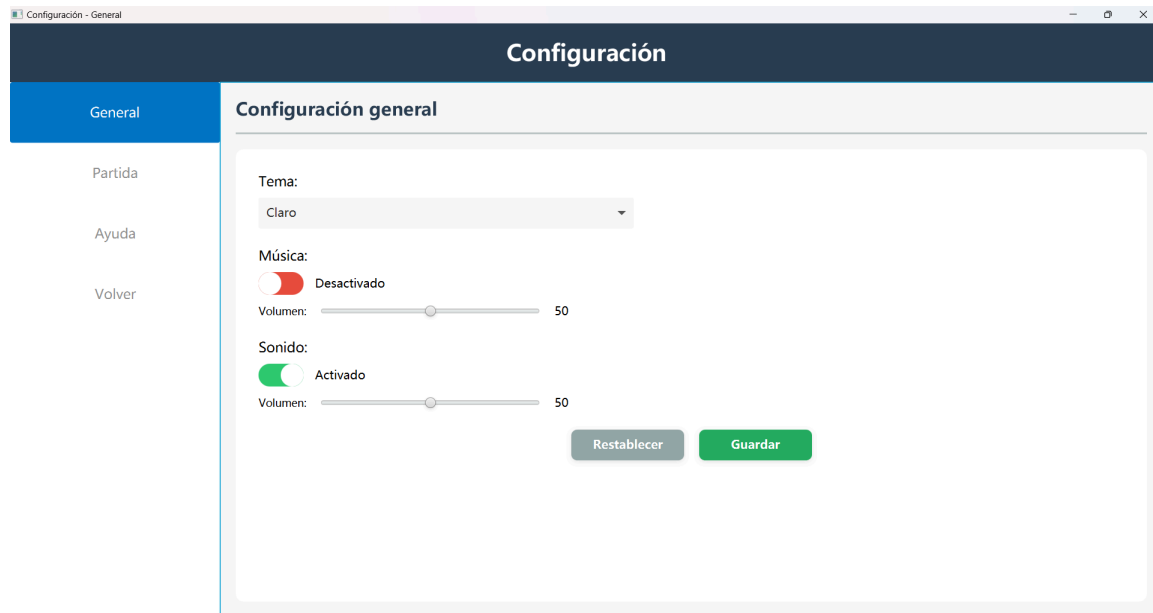 Configuración - General
Configuración
General
Partida
Ayuda
Volver
Configuración general
Tema:
Claro
Música:
Desactivado
Volumen: 50
Sonido:
Activado
Volumen: 50
Restablecer Guardar